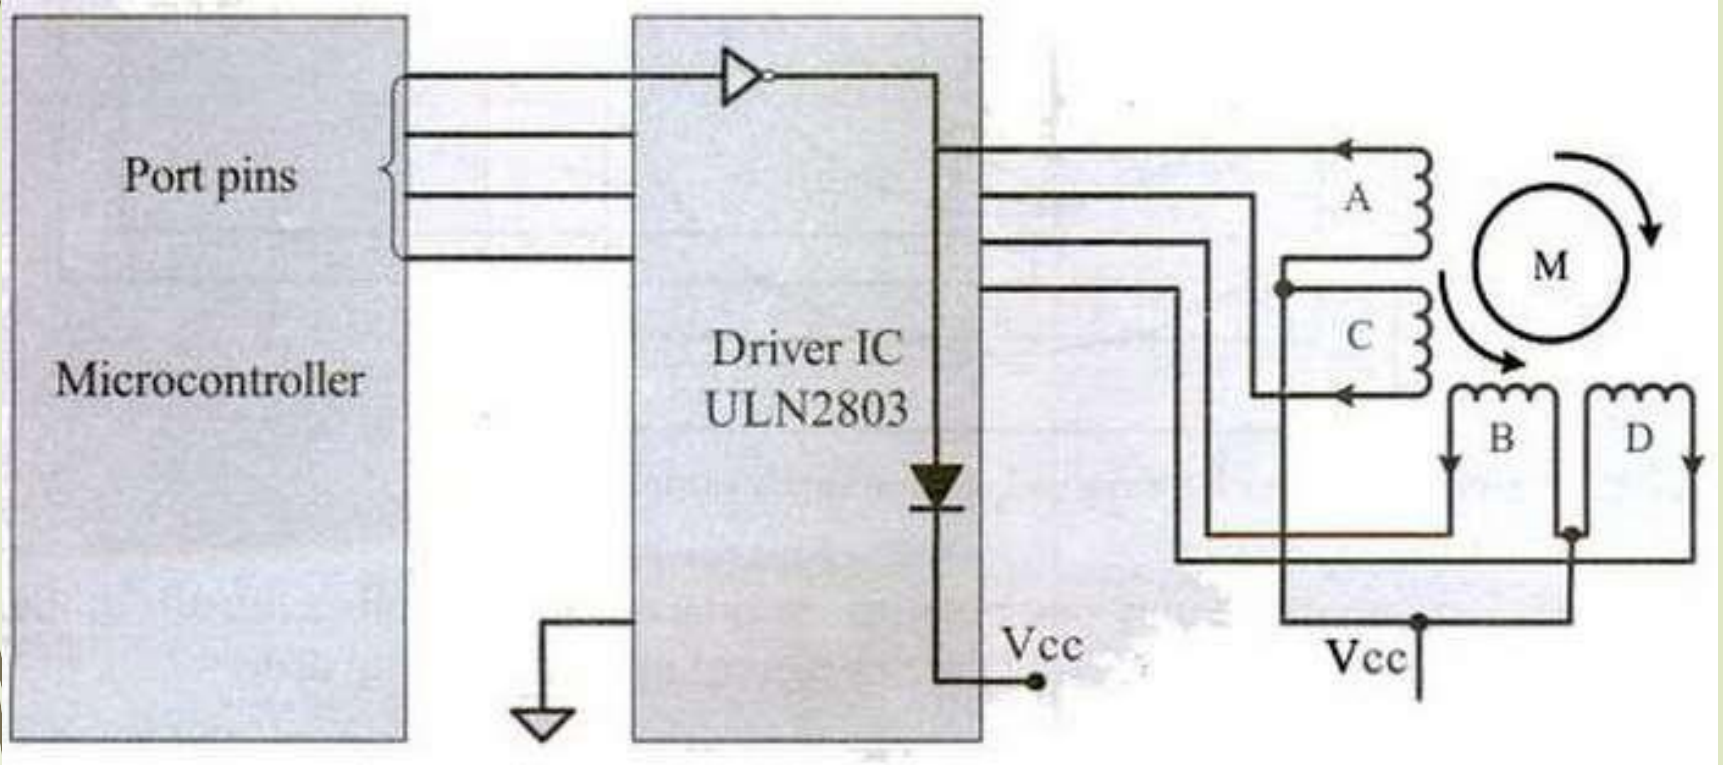 Port pins
Microcontroller
Driver IC
ULN2803
Vcc
A
C
B
D
M
Vcc